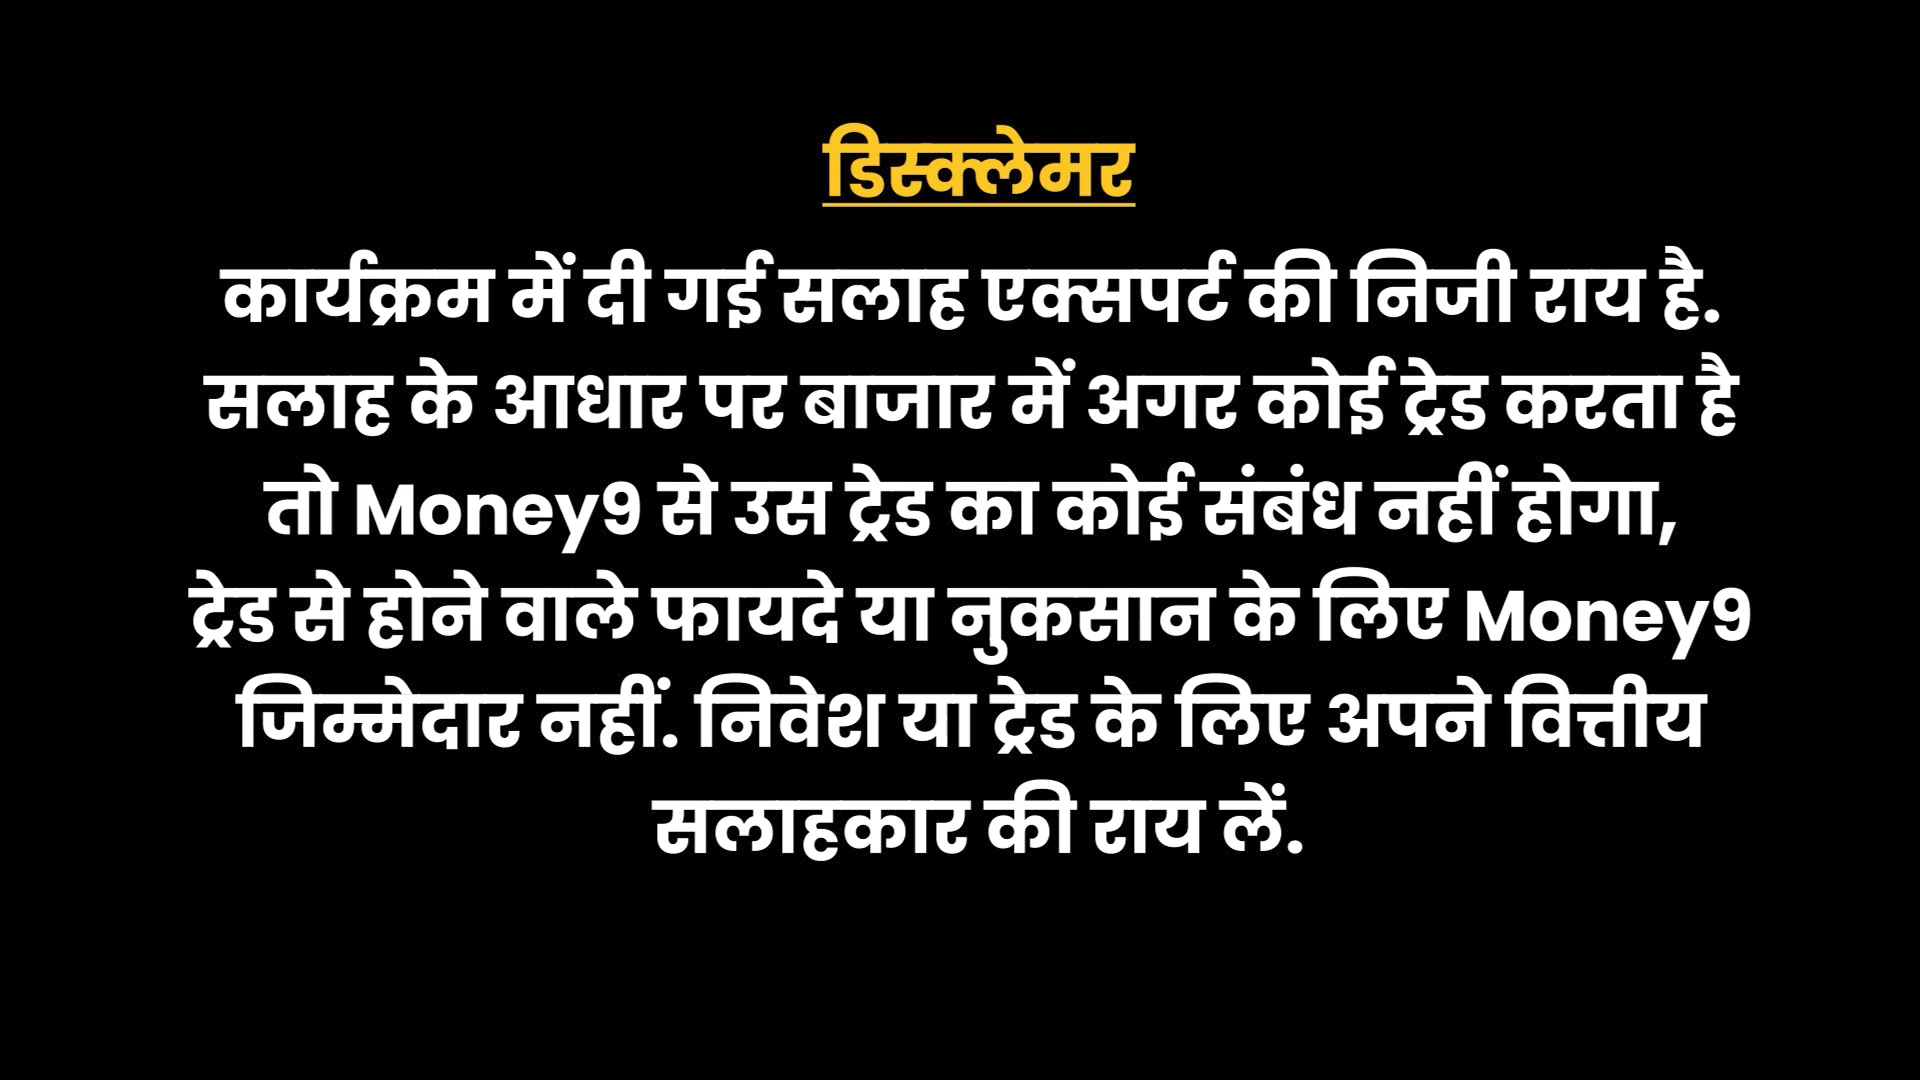 डिस्क्लेमर
कार्यक्रम में दी गई सलाह एक्सपर्ट की निजी राय है.
सलाह के आधार पर बाजार में अगर कोई ट्रेड करता है
तो Money9 से उस ट्रेड का कोई संबंध नहीं होगा,
ट्रेड से होने वाले फायदे या नुकसान के लिए Money9
जिम्मेदार नहीं. निवेश या ट्रेड के लिए अपने वित्तीय
सलाहकार की राय लें.